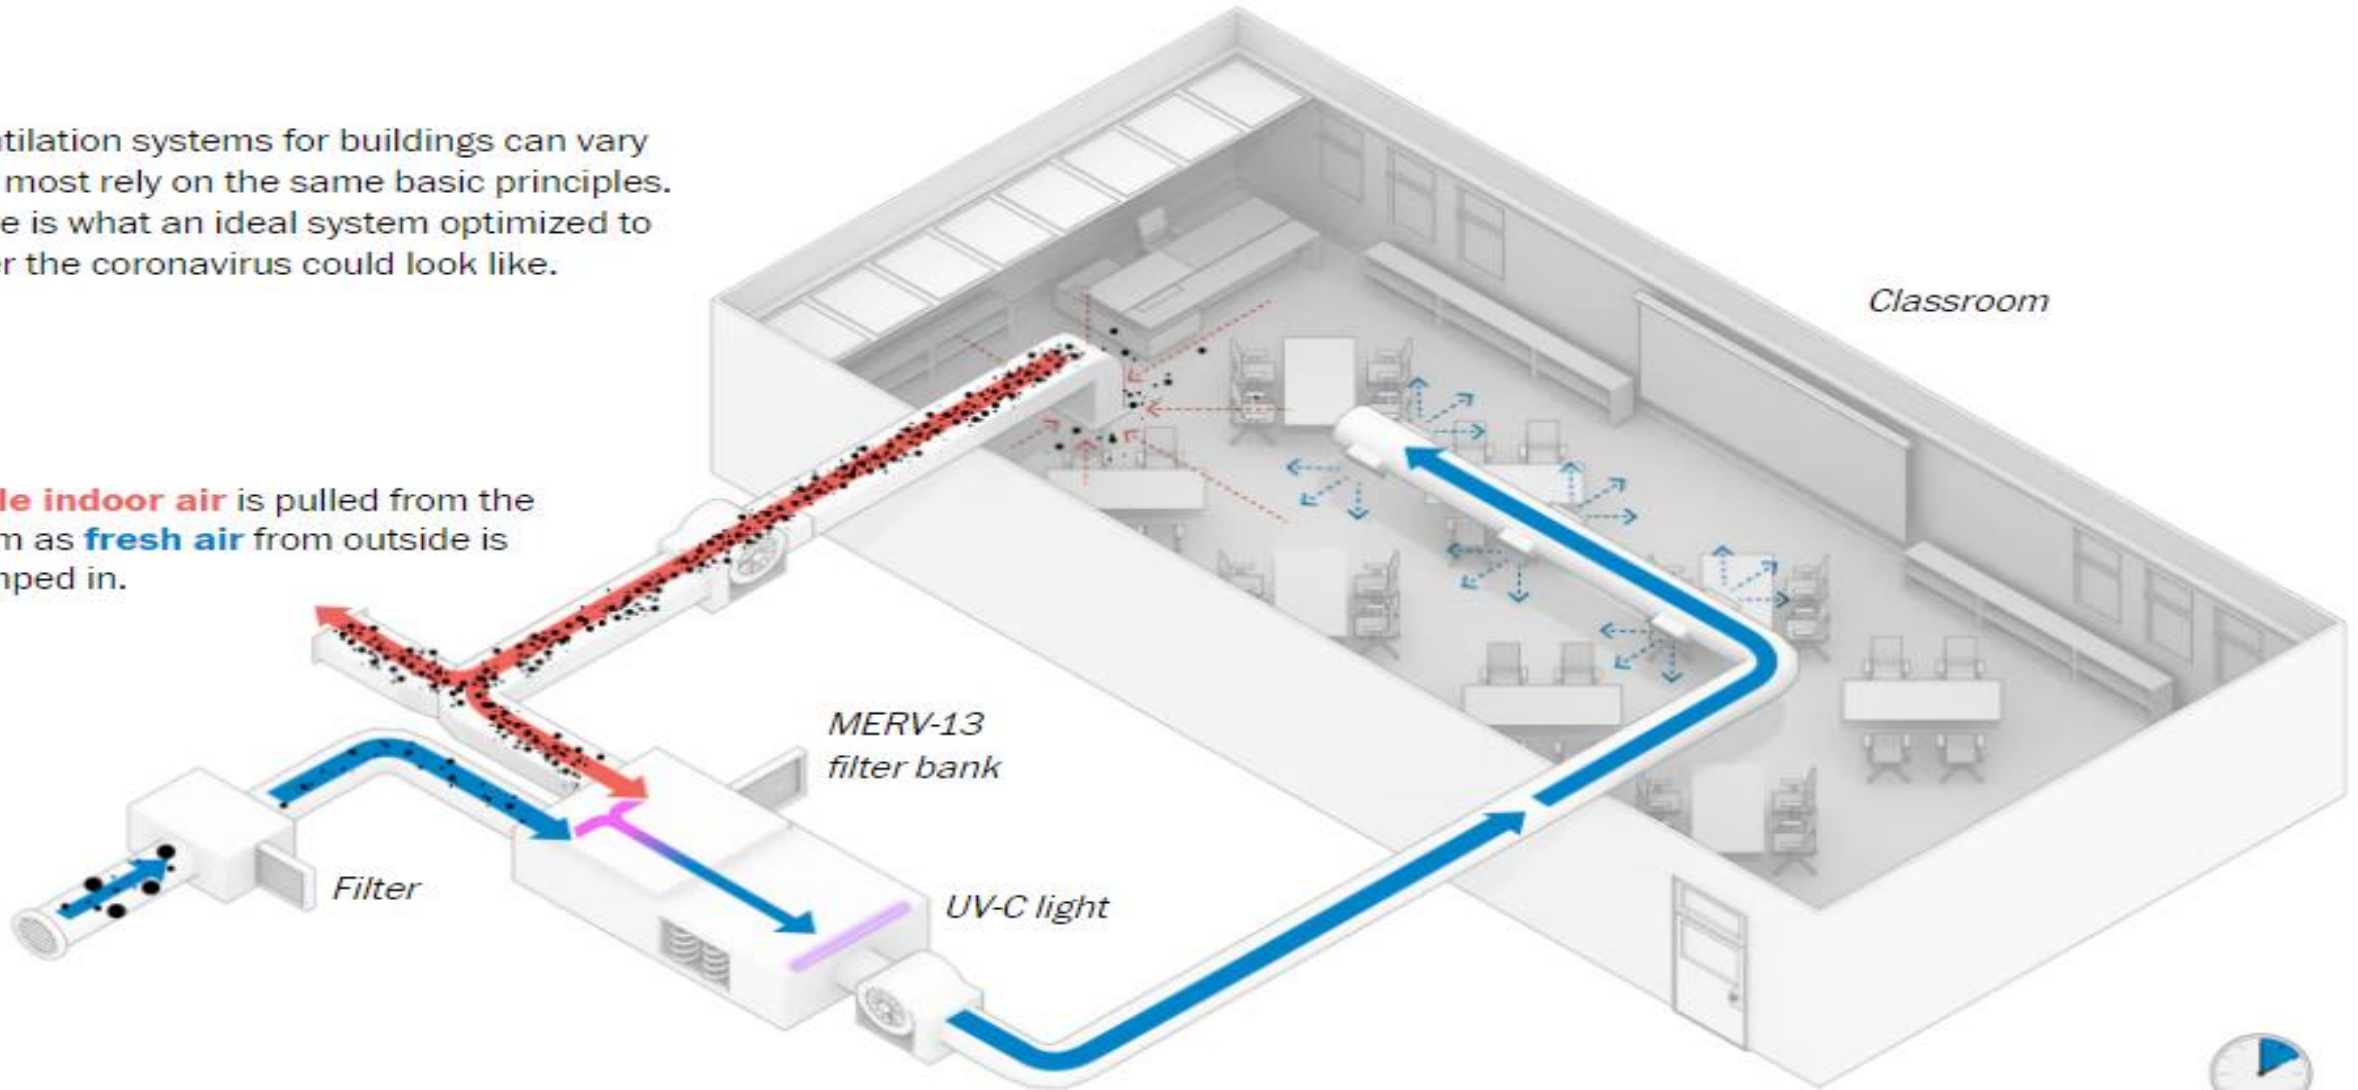 tilation systems for buildings can vary
most rely on the same basic principles.
e is what an ideal system optimized to
r the coronavirus could look like.
Classroom
le indoor air is pulled from the
m as fresh air from outside is
nped in.
MERV-13
filter bank
Filter
UV-C light